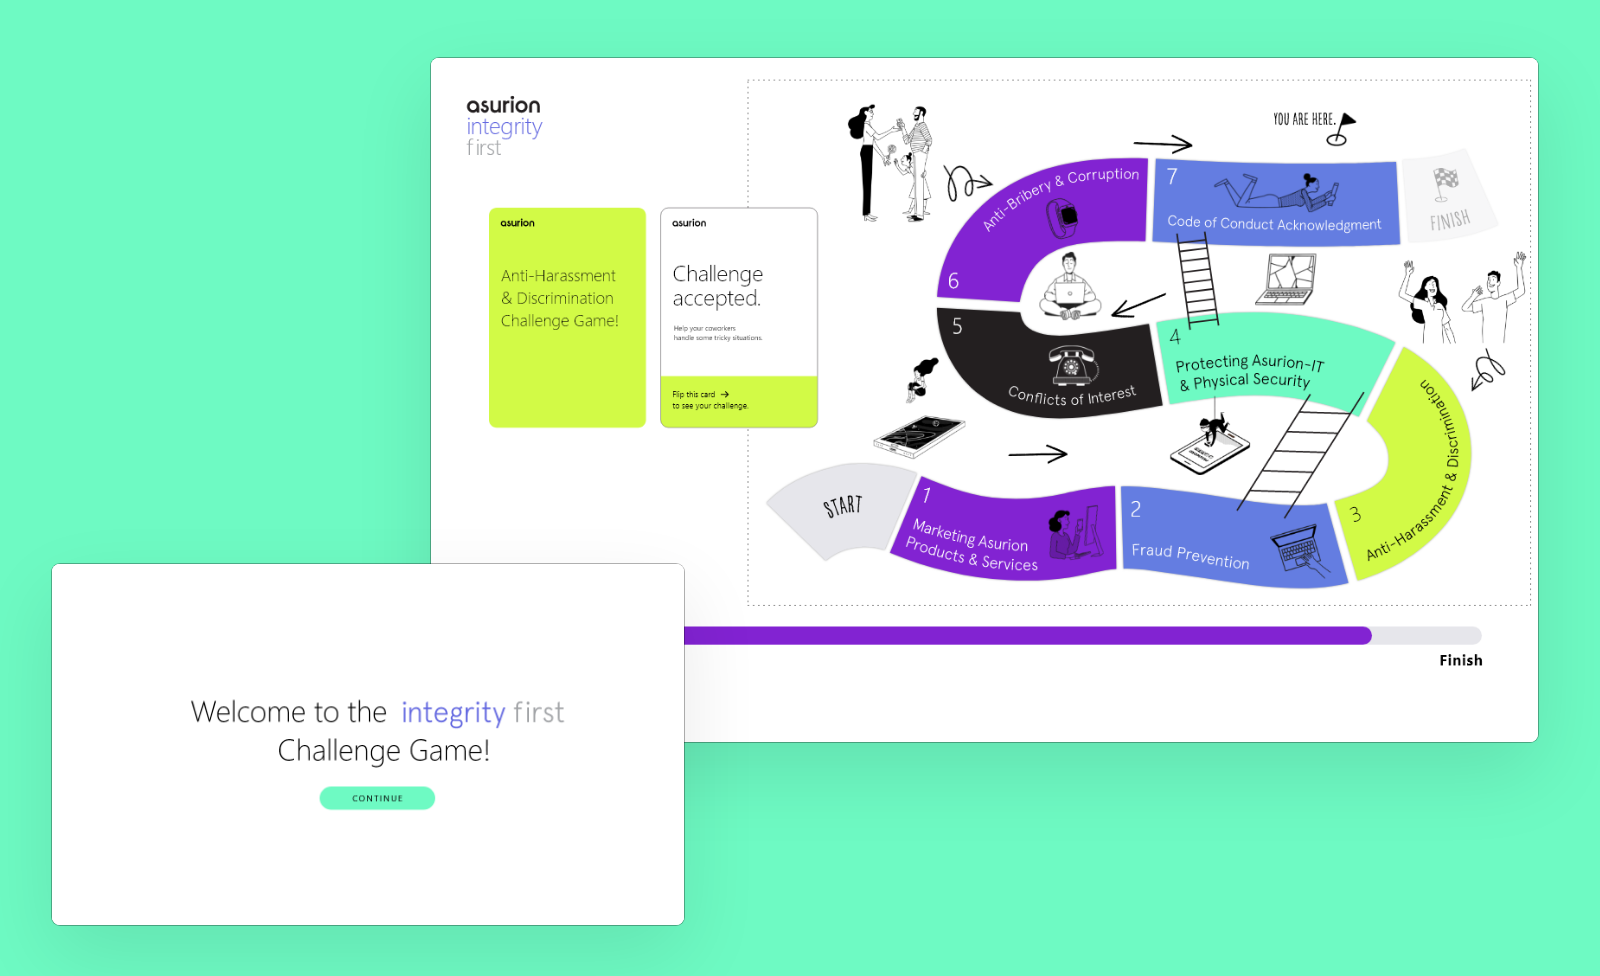 asurion
integrity
first
asurion
Anti-Harassment
& Discrimination
Challenge Game!
asurion
Challenge
accepted.
Help your coworkers
handle some tricky situations.
Flip this card →
to see your challenge.
YOU ARE HERE.
START
1
Marketing Asurion
Products & Services
2
Fraud Prevention
3
Anti-Harassment & Discrimination
4
Protecting Asurion-IT
& Physical Security
5
Conflicts of Interest
6
Anti-Bribery & Corruption
7
Code of Conduct Acknowledgment
FINISH
Finish
Welcome to the integrity first
Challenge Game!
CONTINUE